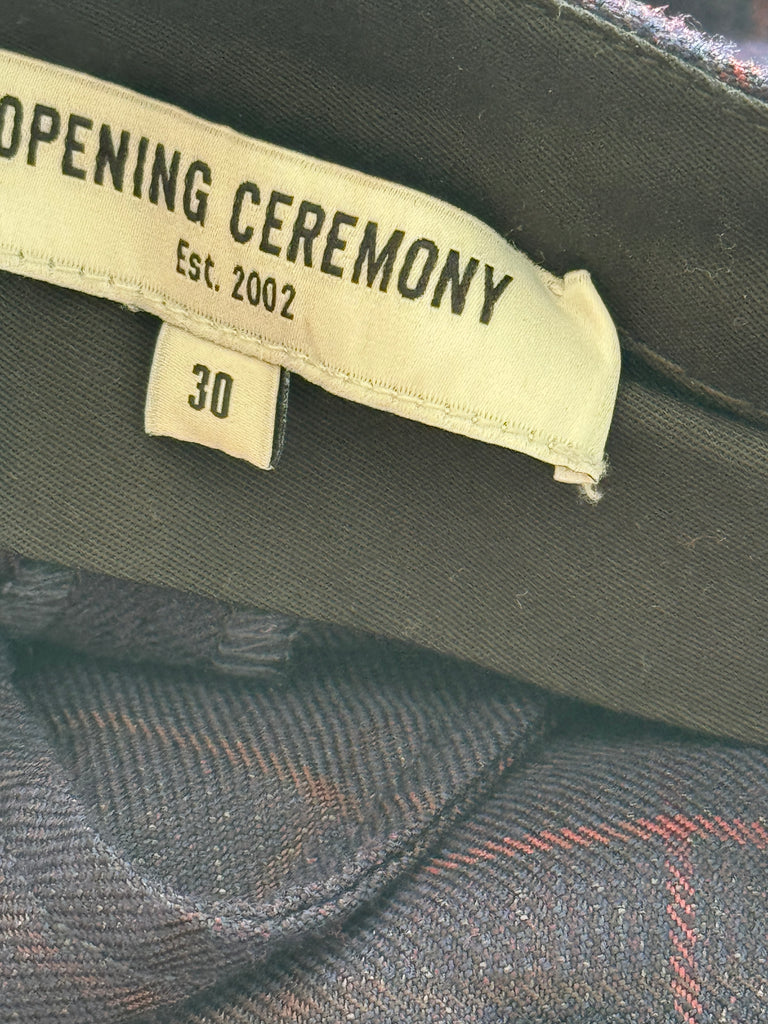 OPENING CEREMONY
Est. 2002
30